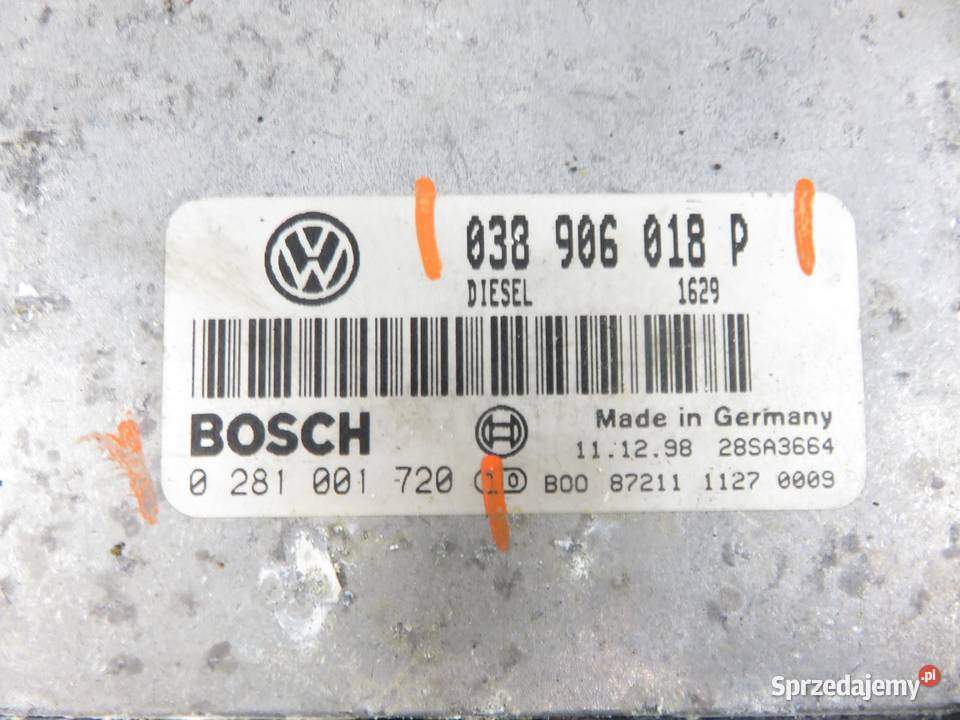 038 906 018 P
DIESEL 1629
BOSCH
Made in Germany
11.12.98 28SA3664
0 281 001 720 10 B00 87211 1127 0009
Sprzedajemy.pl